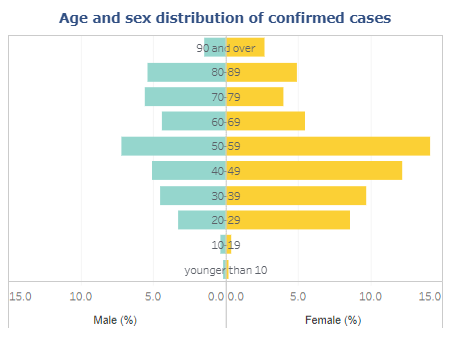 Age and sex distribution of confirmed cases
90 and over
80-89
70-79
60-69
50-59
40-49
30-39
20-29
10-19
younger than 10
15.0 10.0 5.0 0.0 0.0 5.0 10.0 15.0
Male (%) Female (%)